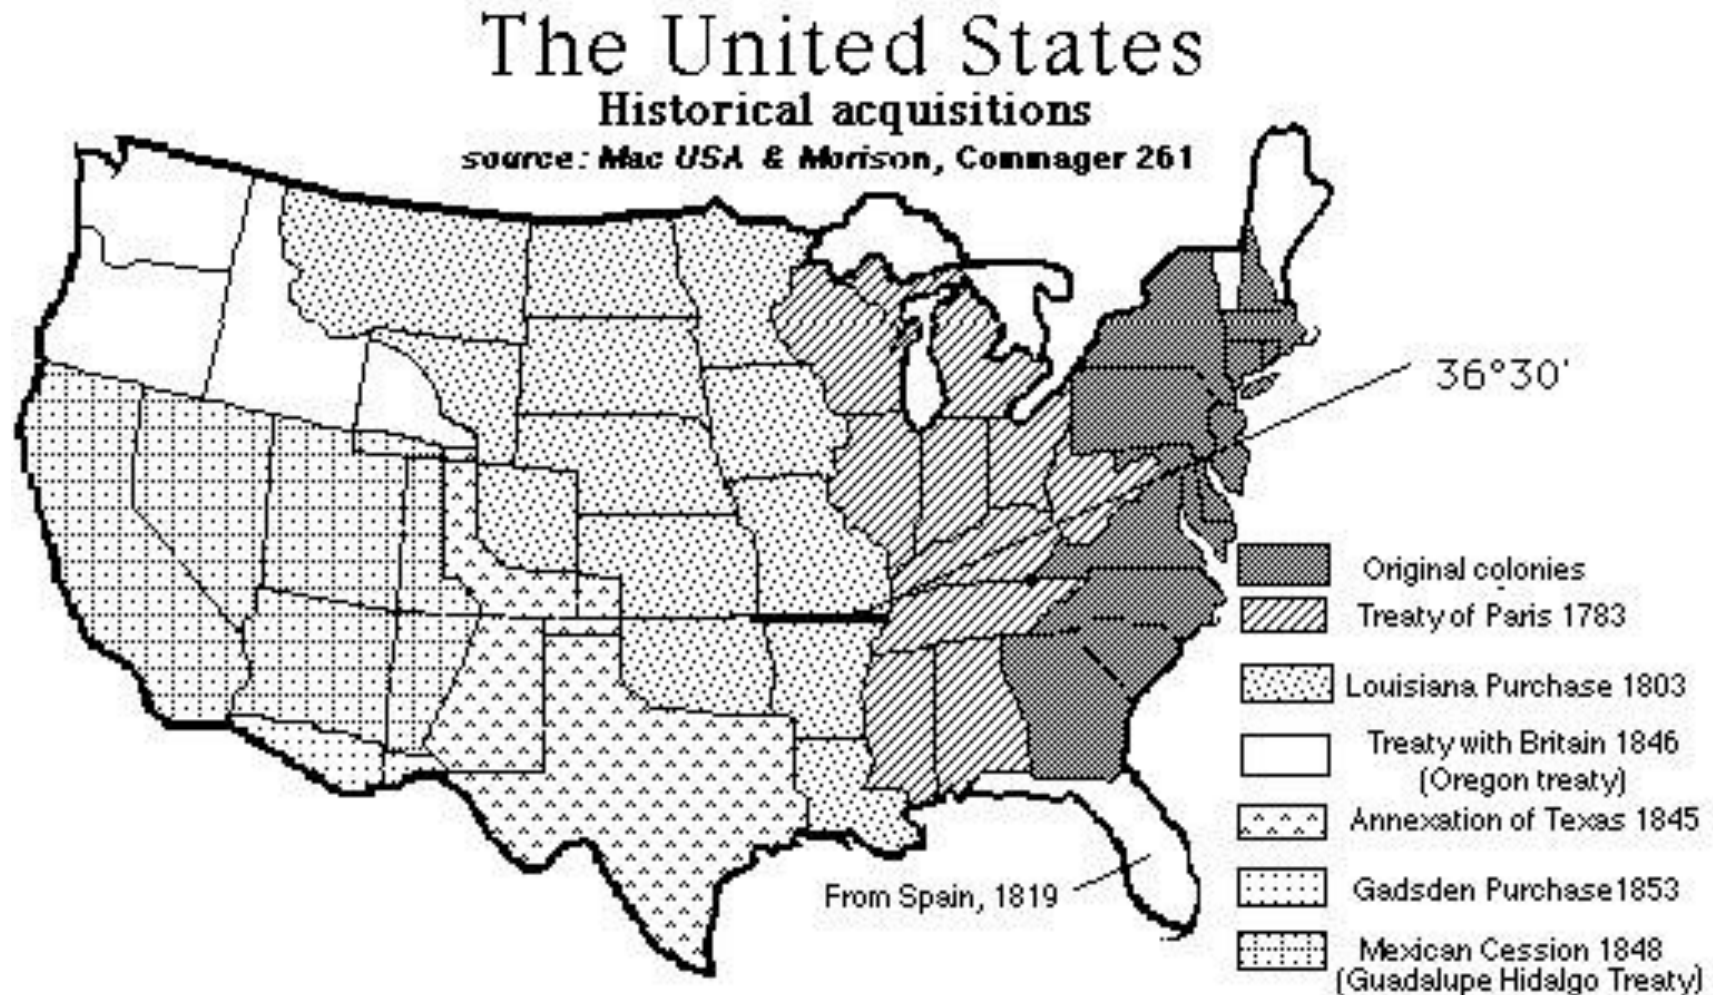 The United States
Historical acquisitions
source: Mac USA & Morison, Commager 261
36°30'
Original colonies
Treaty of Paris 1783
Louisiana Purchase 1803
Treaty with Britain 1846
(Oregon treaty)
Annexation of Texas 1845
From Spain, 1819
Gadsden Purchase1853
Mexican Cession 1848
(Guadalupe Hidalgo Treaty)